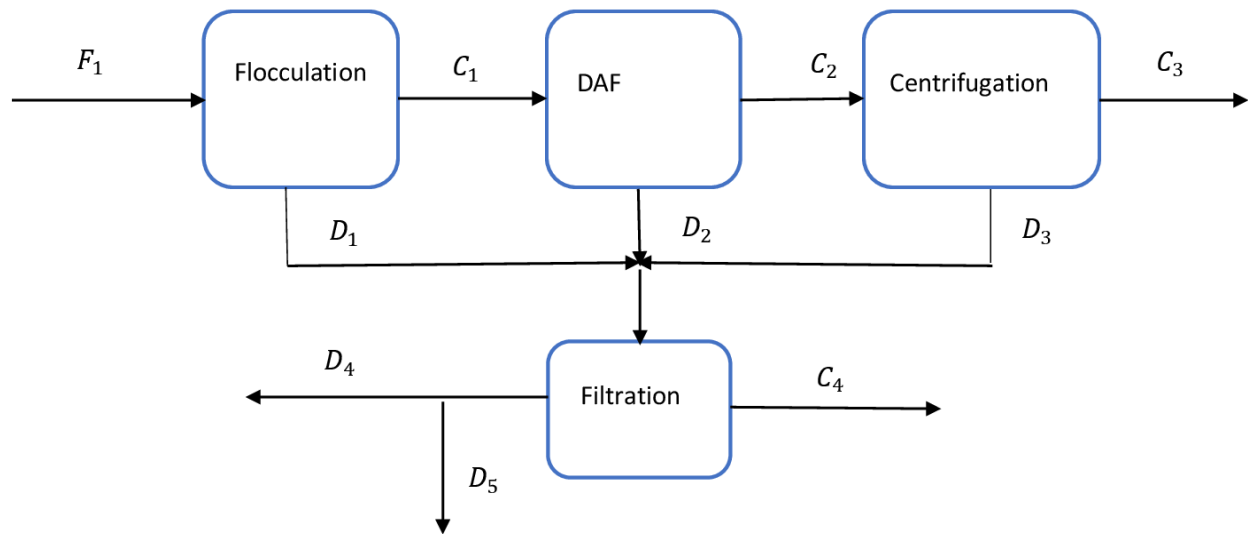 F₁
Flocculation
C₁
DAF
C₂
Centrifugation
C₃
D₁
D₂
D₃
D₄
Filtration
C₄
D₅